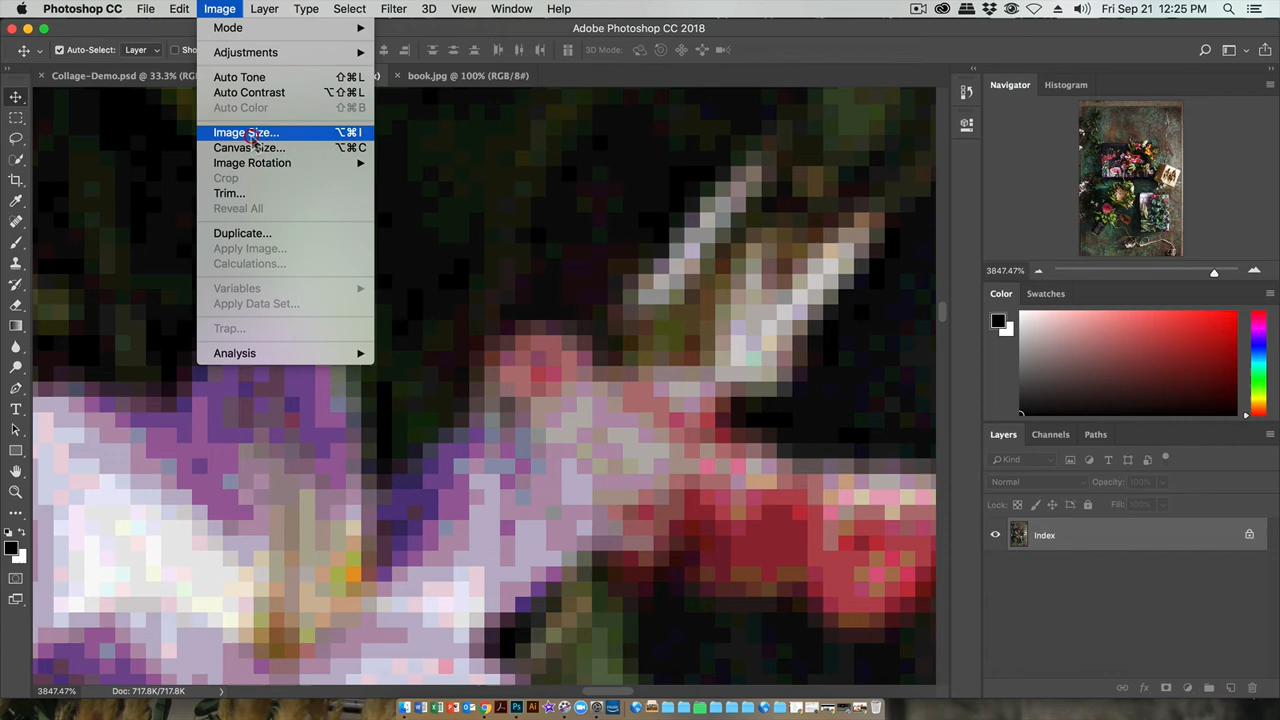 Photoshop CC File Edit Image Layer Type Select Filter 3D View Window Help Fri Sep 21 12:25 PM
Adobe Photoshop CC 2018
Auto-Select: Layer 3D Mode:
Collage-Demo.psd @ 33.3% × book.jpg @ 100% (RGB/8#)
Mode
Adjustments
Auto Tone ⇧⌘L
Auto Contrast ⌥⇧⌘L
Auto Color ⇧⌘B
Image Size... ⌥⌘I
Canvas Size... ⌥⌘C
Image Rotation
Crop
Trim...
Reveal All
Duplicate...
Apply Image...
Calculations...
Variables
Apply Data Set...
Trap...
Analysis
Navigator Histogram
3847.47%
Color Swatches
Layers Channels Paths
Kind
Normal Opacity: 100%
Lock: Fill: 100%
Index
3847.47% Doc: 717.8K/717.8K